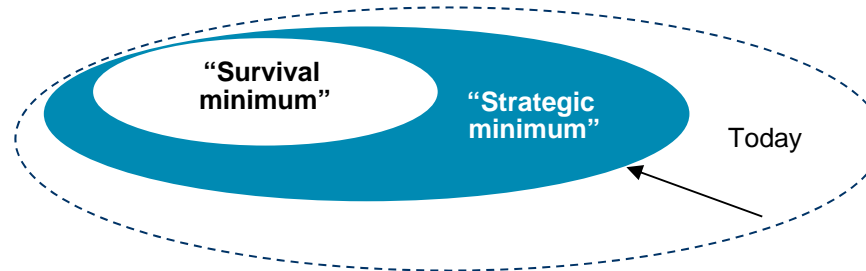 “Survival
minimum”
“Strategic
minimum”
Today